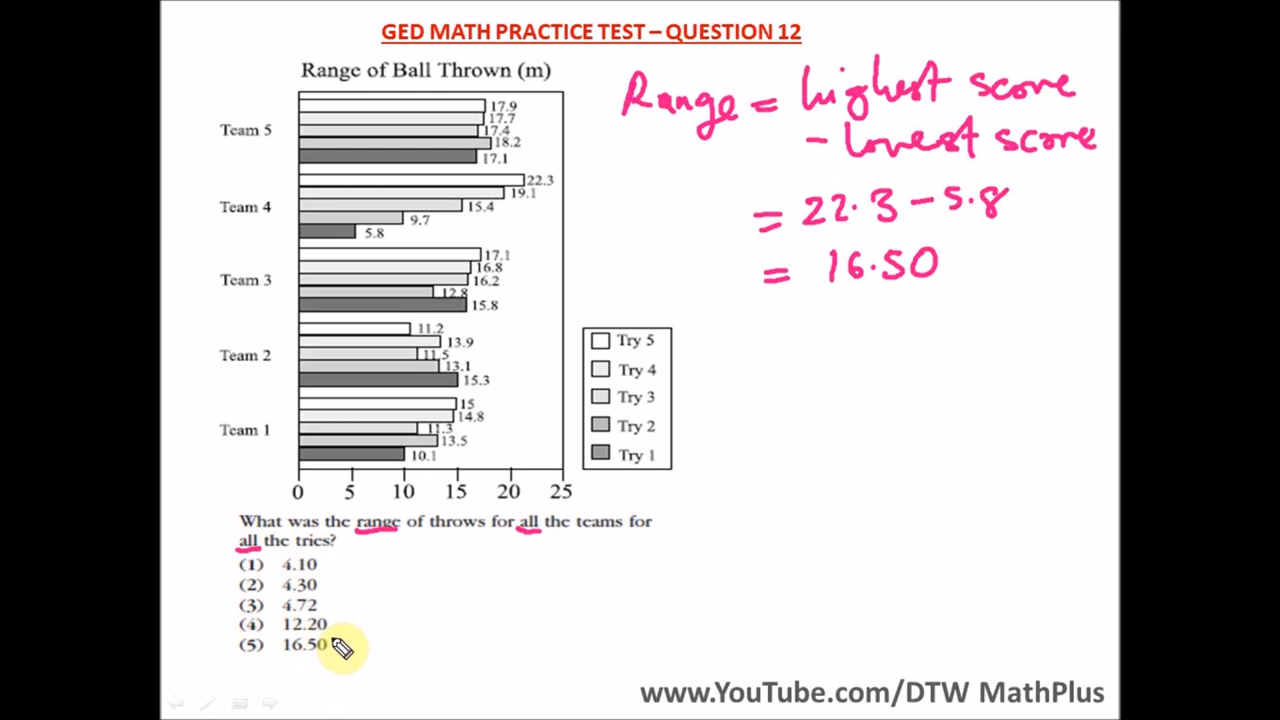 GED MATH PRACTICE TEST – QUESTION 12
Range of Ball Thrown (m)
Team 5
17.9
17.7
17.4
18.2
17.1
Team 4
22.3
19.1
15.4
9.7
5.8
Team 3
17.1
16.8
16.2
12.8
15.8
Team 2
11.2
13.9
11.5
13.1
15.3
Team 1
15
14.8
11.3
13.5
10.1
0 5 10 15 20 25
Try 5
Try 4
Try 3
Try 2
Try 1
Range = highest score
- lowest score
= 22.3 - 5.8
= 16.50
What was the range of throws for all the teams for
all the tries?
(1) 4.10
(2) 4.30
(3) 4.72
(4) 12.20
(5) 16.50
www.YouTube.com/DTW MathPlus